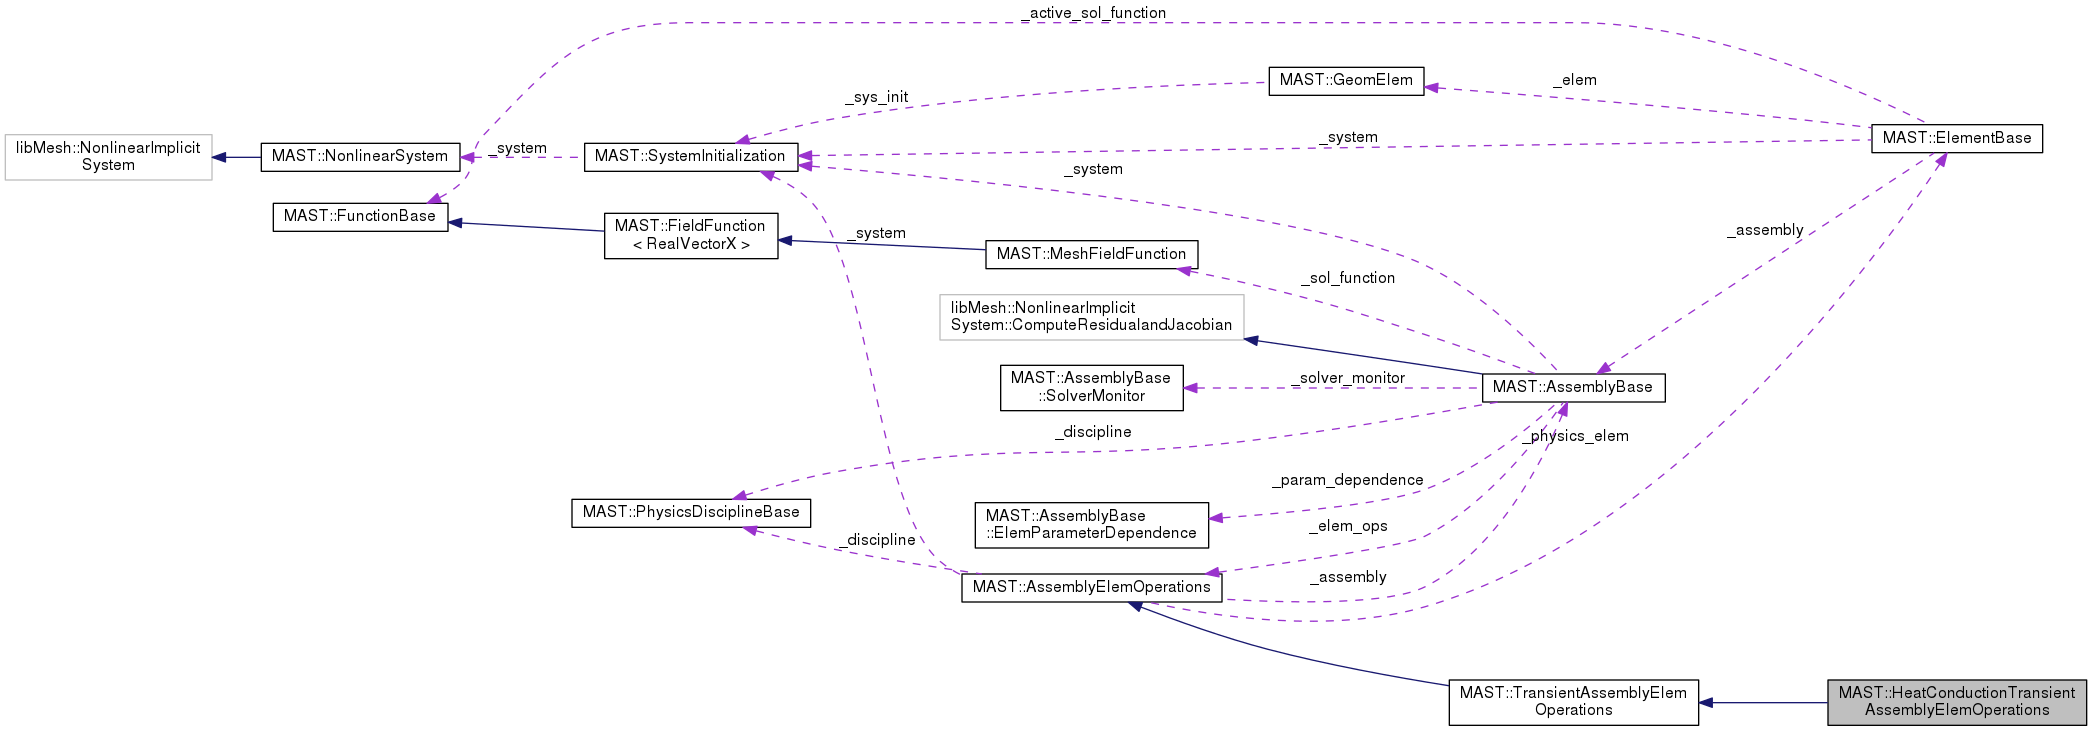 _active_sol_function
MAST::GeomElem
_elem
_sys_init
MAST::ElementBase
_system
libMesh::NonlinearImplicit
System
MAST::NonlinearSystem
_system
MAST::SystemInitialization
_system
MAST::FunctionBase
MAST::FieldFunction
< RealVectorX >
_system
MAST::MeshFieldFunction
_assembly
_sol_function
libMesh::NonlinearImplicit
System::ComputeResidualandJacobian
MAST::AssemblyBase
::SolverMonitor
_solver_monitor
MAST::AssemblyBase
_discipline
_physics_elem
_param_dependence
MAST::PhysicsDisciplineBase
MAST::AssemblyBase
::ElemParameterDependence
_elem_ops
_discipline
_assembly
MAST::AssemblyElemOperations
MAST::TransientAssemblyElem
Operations
MAST::HeatConductionTransient
AssemblyElemOperations